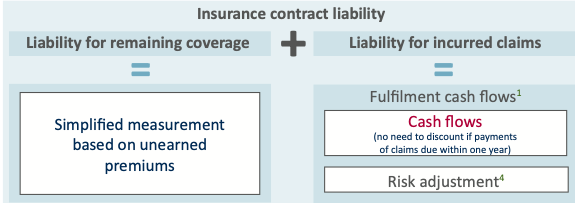 Insurance contract liability
Liability for remaining coverage + Liability for incurred claims
= =
Simplified measurement
based on unearned
premiums
Fulfilment cash flows¹
Cash flows
(no need to discount if payments
of claims due within one year)
Risk adjustment⁴